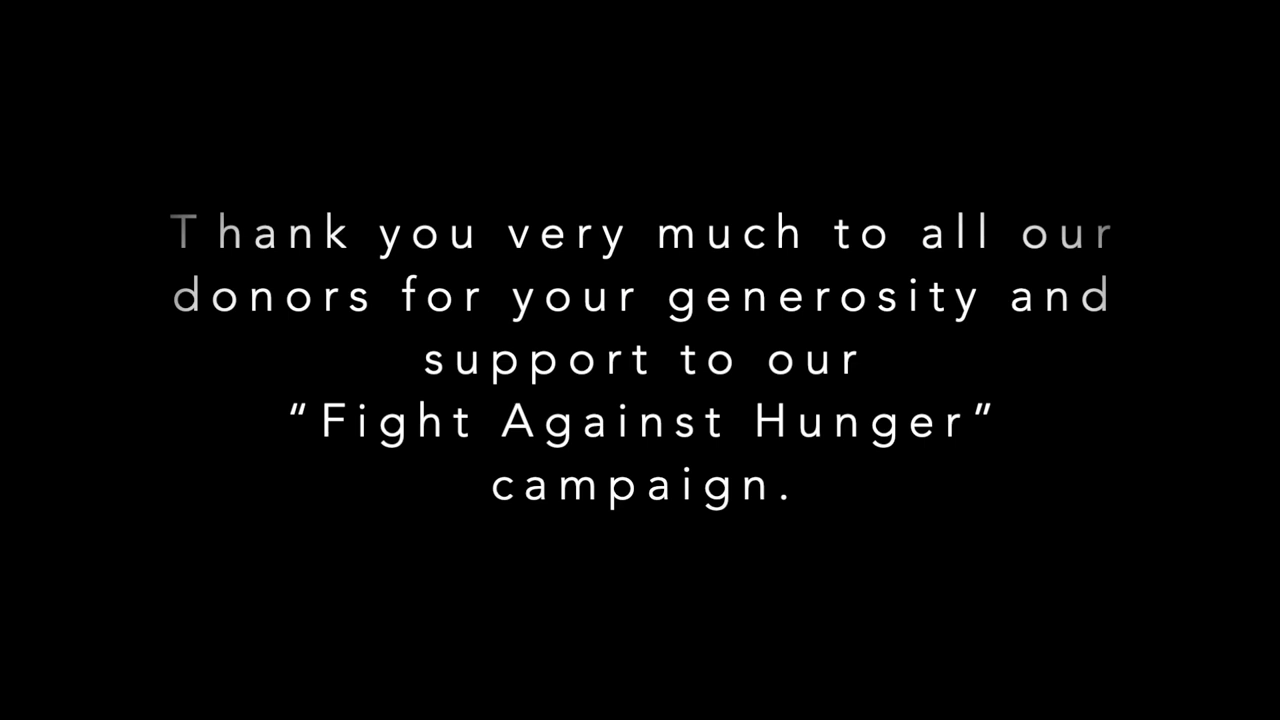 Thank you very much to all our
donors for your generosity and
support to our
“Fight Against Hunger”
campaign.